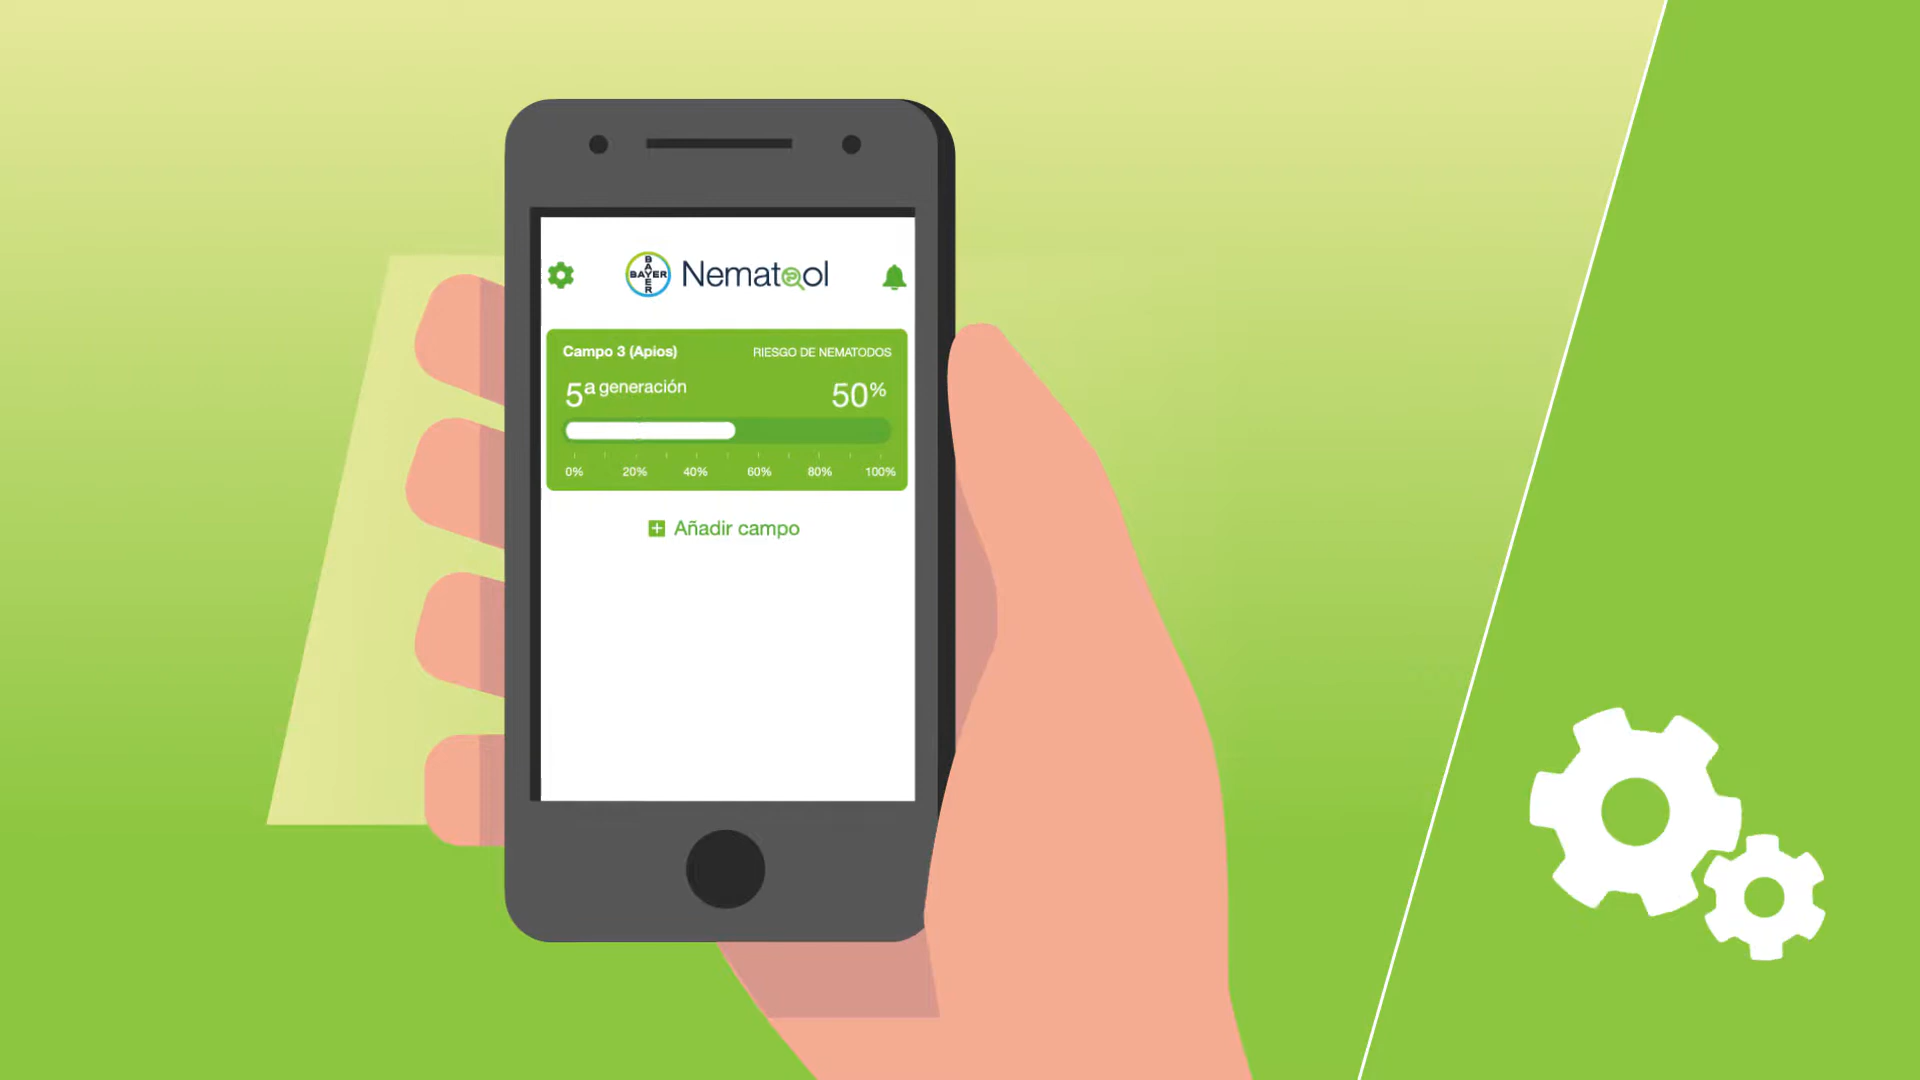 BAYER
BAYER Nematool
Campo 3 (Apios) RIESGO DE NEMATODOS
5ª generación 50%
0% 20% 40% 60% 80% 100%
Añadir campo